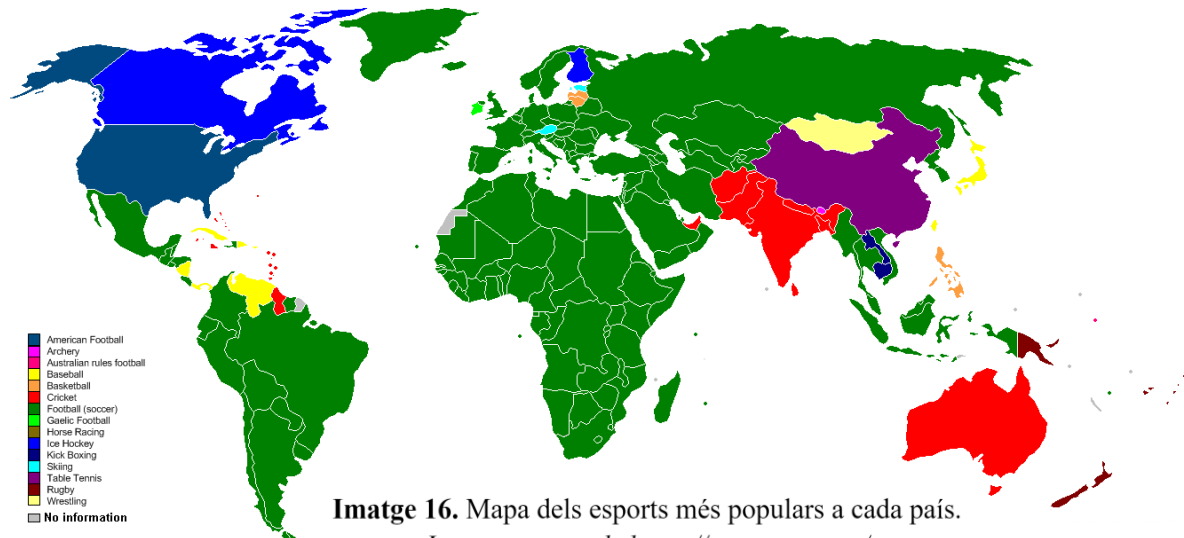 American Football
Archery
Australian rules football
Baseball
Basketball
Cricket
Football (soccer)
Gaelic Football
Horse Racing
Ice Hockey
Kick Boxing
Skiing
Table Tennis
Rugby
Wrestling
No information
Imatge 16. Mapa dels esports més populars a cada país.